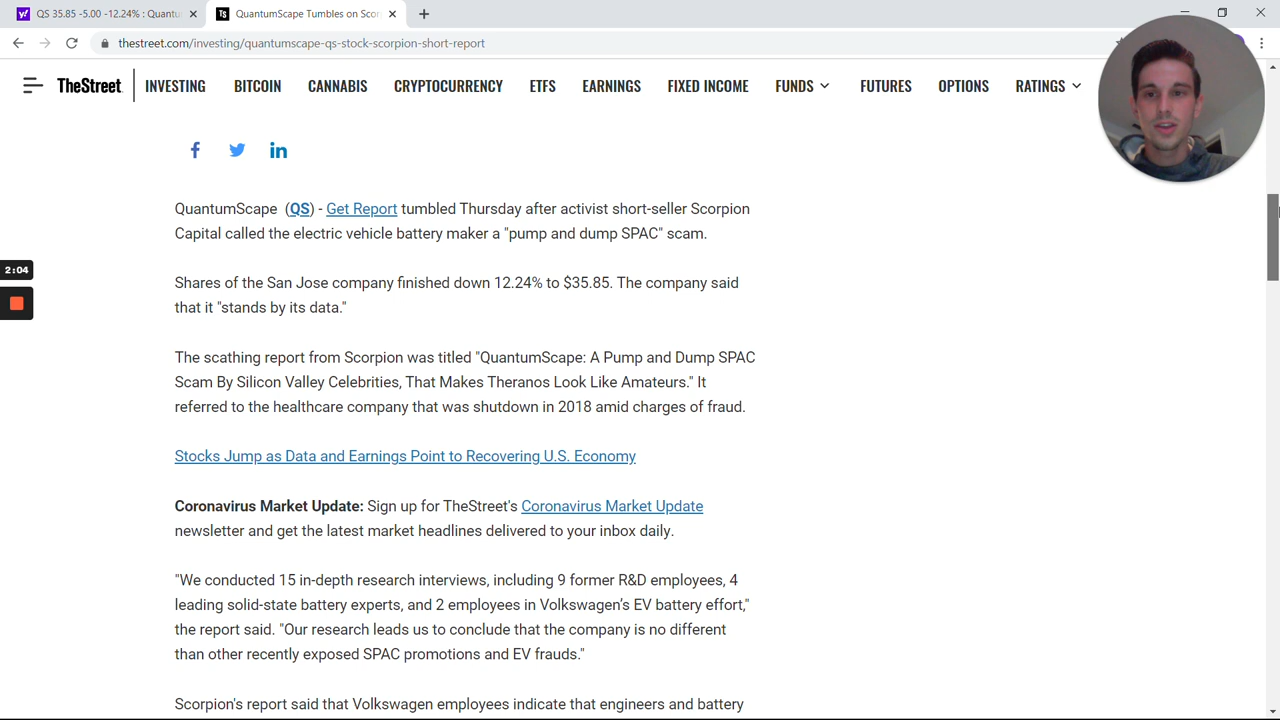 QS 35.85 -5.00 -12.24% : Quantu
QuantumScape Tumbles on Scor
thestreet.com/investing/quantumscape-qs-stock-scorpion-short-report
TheStreet INVESTING BITCOIN CANNABIS CRYPTOCURRENCY ETFS EARNINGS FIXED INCOME FUNDS FUTURES OPTIONS RATINGS
QuantumScape (QS) - Get Report tumbled Thursday after activist short-seller Scorpion
Capital called the electric vehicle battery maker a "pump and dump SPAC" scam.
2:04
Shares of the San Jose company finished down 12.24% to $35.85. The company said
that it "stands by its data."
The scathing report from Scorpion was titled "QuantumScape: A Pump and Dump SPAC
Scam By Silicon Valley Celebrities, That Makes Theranos Look Like Amateurs." It
referred to the healthcare company that was shutdown in 2018 amid charges of fraud.
Stocks Jump as Data and Earnings Point to Recovering U.S. Economy
Coronavirus Market Update: Sign up for TheStreet's Coronavirus Market Update
newsletter and get the latest market headlines delivered to your inbox daily.
"We conducted 15 in-depth research interviews, including 9 former R&D employees, 4
leading solid-state battery experts, and 2 employees in Volkswagen’s EV battery effort,"
the report said. "Our research leads us to conclude that the company is no different
than other recently exposed SPAC promotions and EV frauds."
Scorpion's report said that Volkswagen employees indicate that engineers and battery